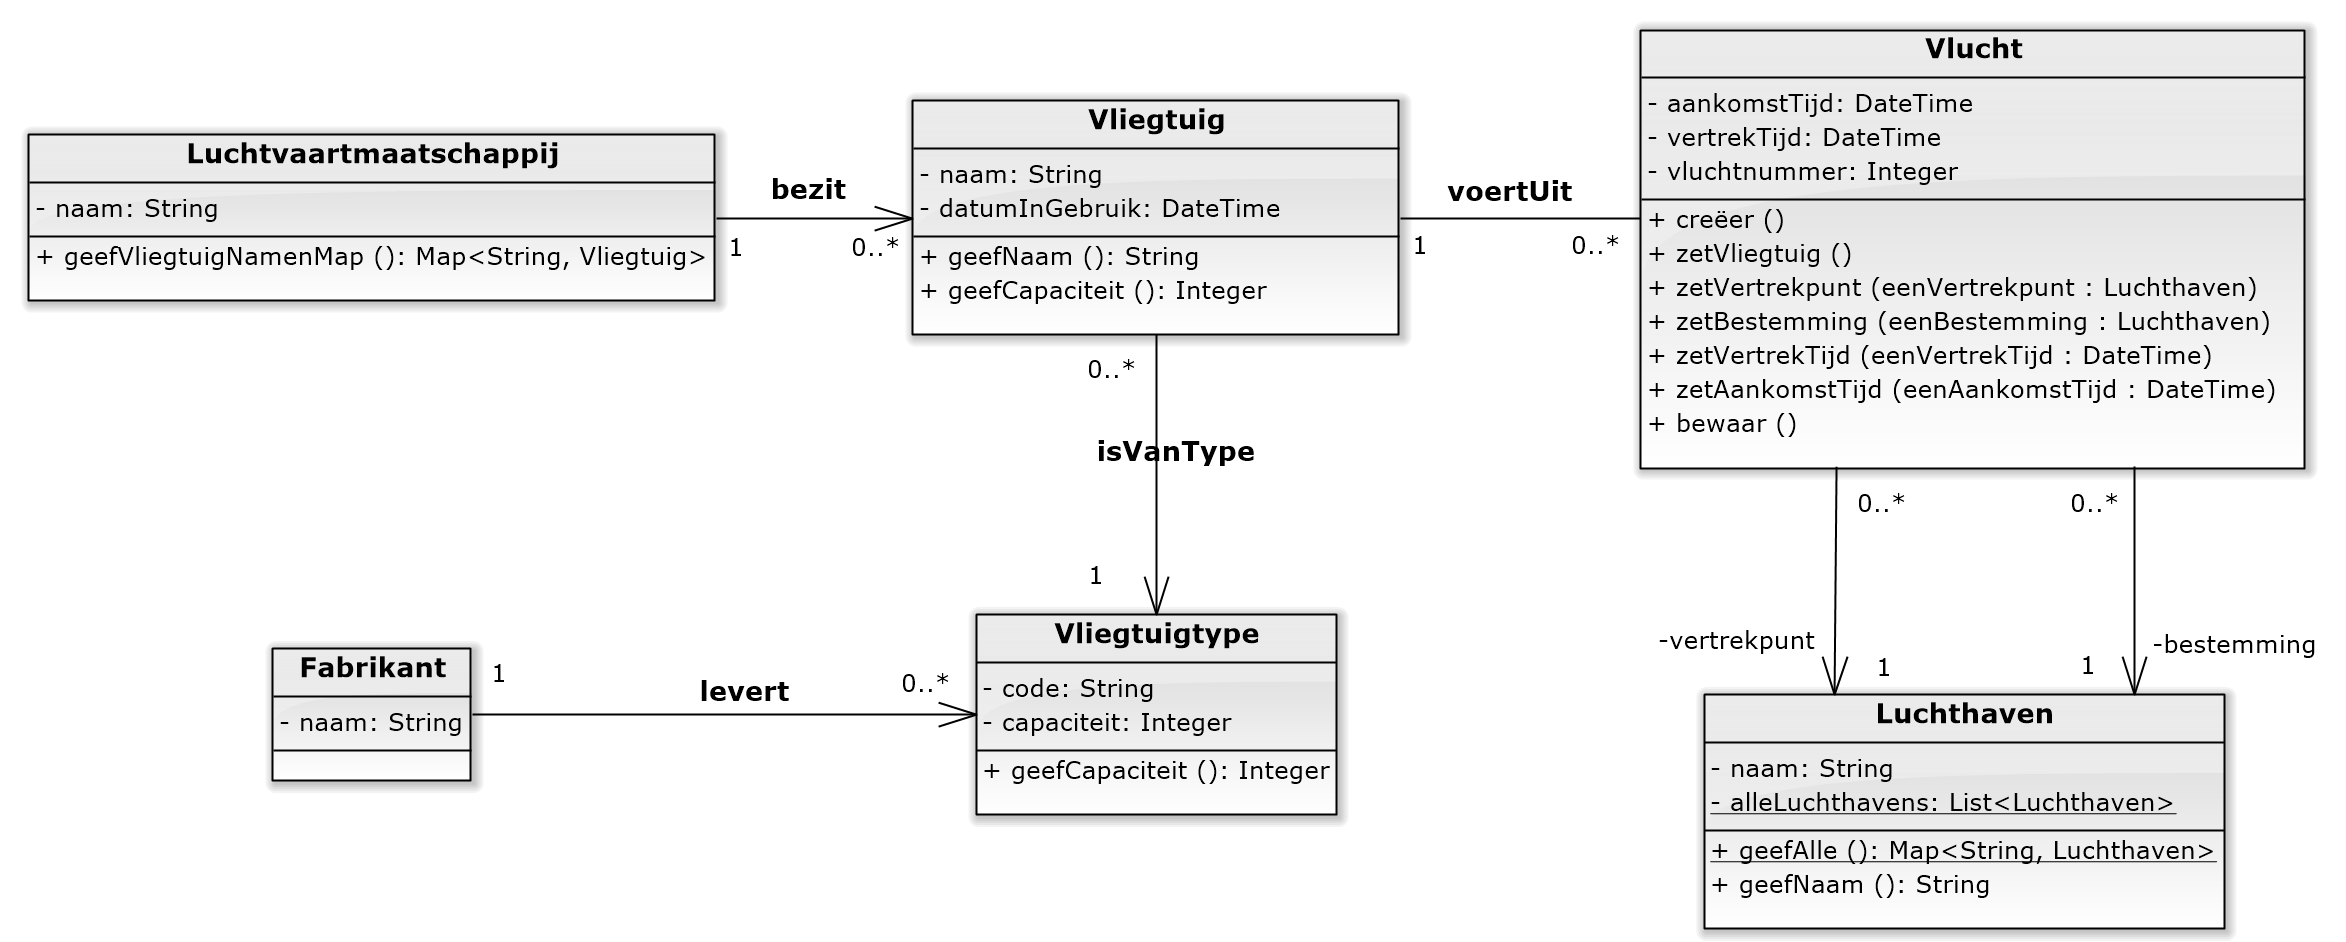 Luchtvaartmaatschappij
- naam: String
+ geefVliegtuigNamenMap (): Map<String, Vliegtuig>
bezit
1
0..*
Vliegtuig
- naam: String
- datumInGebruik: DateTime
+ geefNaam (): String
+ geefCapaciteit (): Integer
voertUit
1
0..*
Vlucht
- aankomstTijd: DateTime
- vertrekTijd: DateTime
- vluchtnummer: Integer
+ creëer ()
+ zetVliegtuig ()
+ zetVertrekpunt (eenVertrekpunt : Luchthaven)
+ zetBestemming (eenBestemming : Luchthaven)
+ zetVertrekTijd (eenVertrekTijd : DateTime)
+ zetAankomstTijd (eenAankomstTijd : DateTime)
+ bewaar ()
0..*
isVanType
1
0..*
0..*
-vertrekpunt
1
1
-bestemming
Fabrikant
- naam: String
1
levert
0..*
Vliegtuigtype
- code: String
- capaciteit: Integer
+ geefCapaciteit (): Integer
Luchthaven
- naam: String
- alleLuchthavens: List<Luchthaven>
+ geefAlle (): Map<String, Luchthaven>
+ geefNaam (): String